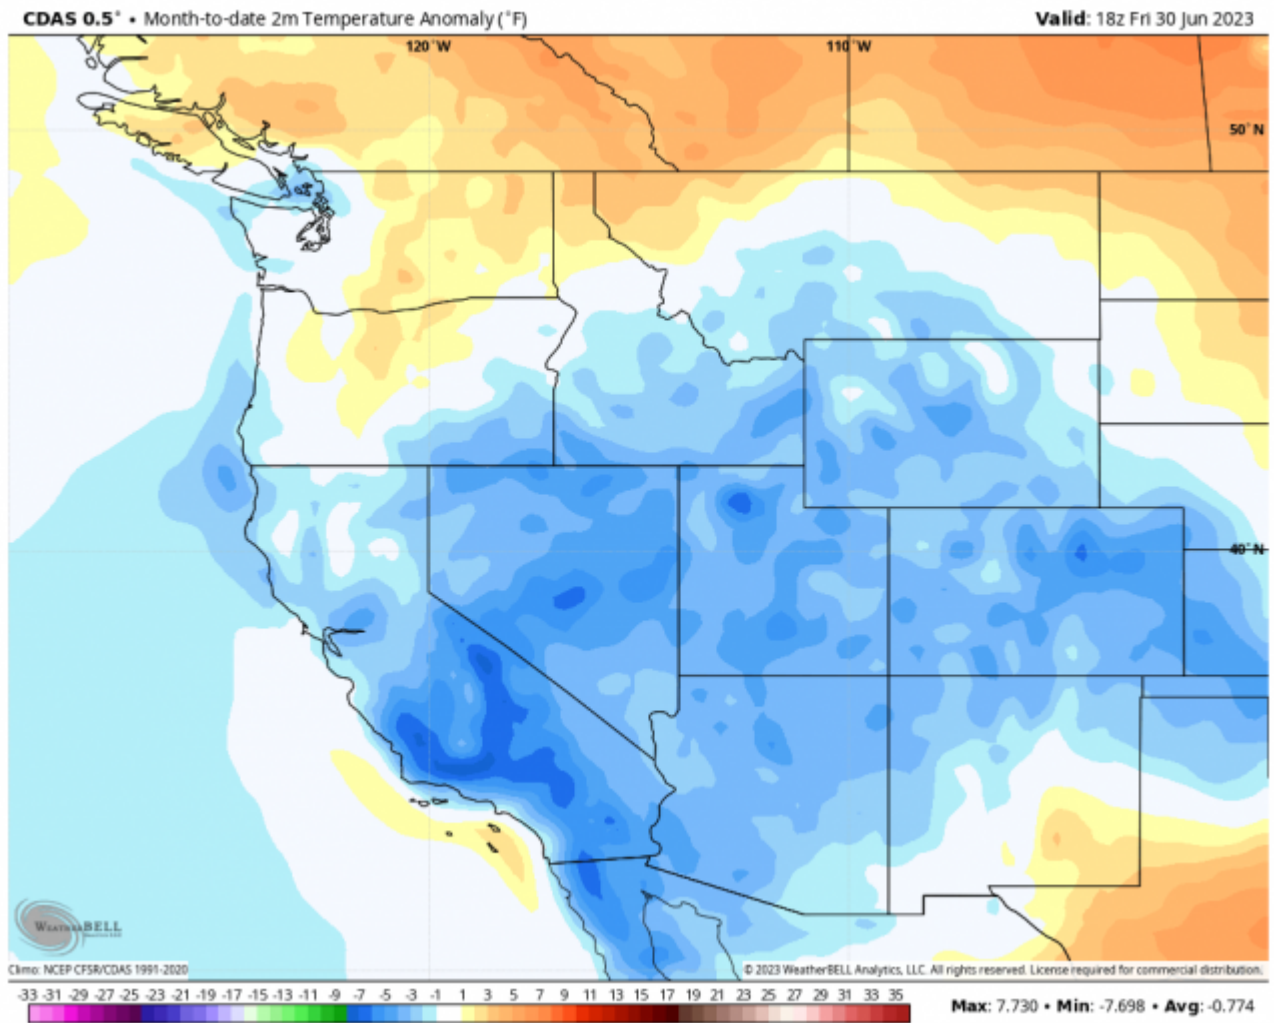 CDAS 0.5° • Month-to-date 2m Temperature Anomaly (°F)
Valid: 18z Fri 30 Jun 2023
120°W
110°W
50°N
40°N
WEATHERBELL
Climo: NCEP CFSR/CDAS 1991-2020
© 2023 WeatherBELL Analytics, LLC. All rights reserved. License required for commercial distribution.
-33 -31 -29 -27 -25 -23 -21 -19 -17 -15 -13 -11 -9 -7 -5 -3 -1 1 3 5 7 9 11 13 15 17 19 21 23 25 27 29 31 33 35
Max: 7.730 • Min: -7.698 • Avg: -0.774